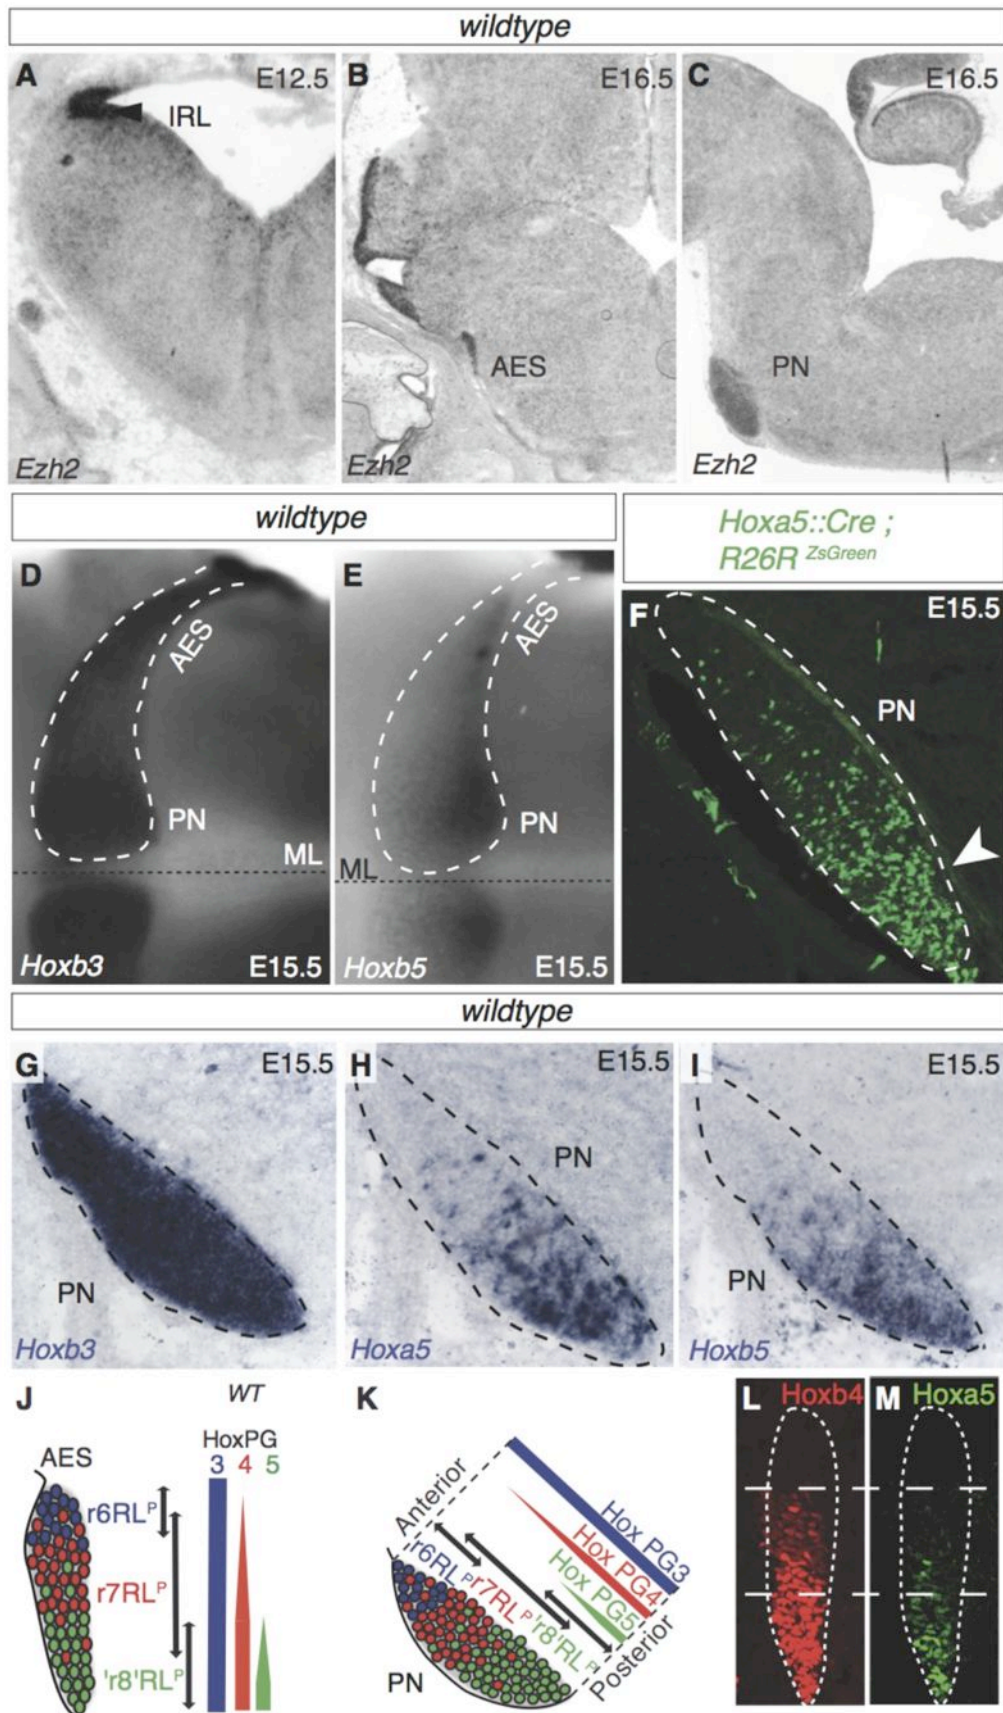 wildtype
A
E12.5
IRL
Ezh2
B
E16.5
AES
Ezh2
C
E16.5
PN
Ezh2
wildtype
Hoxa5::Cre ;
R26R ZsGreen
D
AES
PN
ML
Hoxb3
E15.5
E
AES
PN
ML
Hoxb5
E15.5
F
E15.5
PN
wildtype
G
E15.5
PN
Hoxb3
H
E15.5
PN
Hoxa5
I
E15.5
PN
Hoxb5
J
WT
AES
HoxPG
3 4 5
r6RLP
r7RLP
'r8'RLP
K
Anterior
r6RLP
r7RLP
'r8'RLP
Hox PG3
Hox PG4
Hox PG5
Posterior
PN
L
Hoxb4
M
Hoxa5